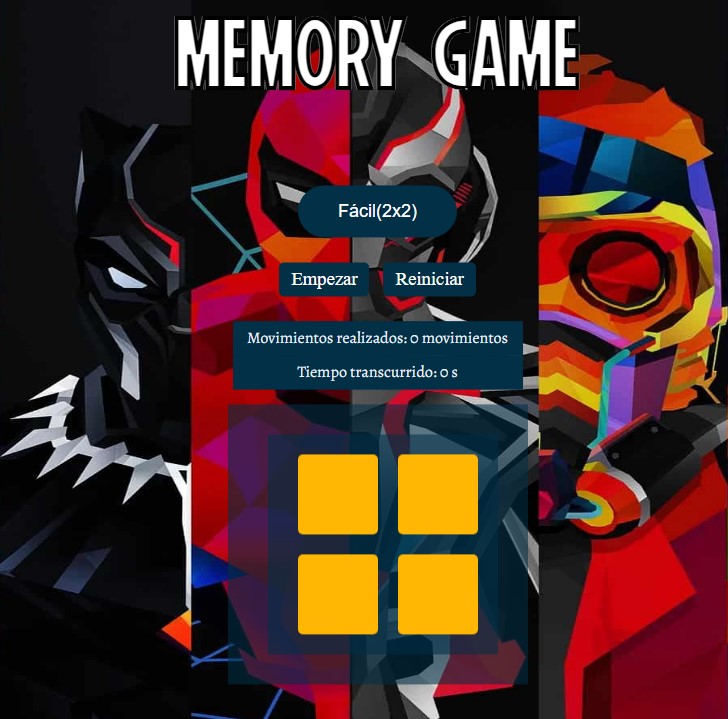 MEMORY GAME
Fácil(2x2)
Empezar Reiniciar
Movimientos realizados: 0 movimientos
Tiempo transcurrido: 0 s